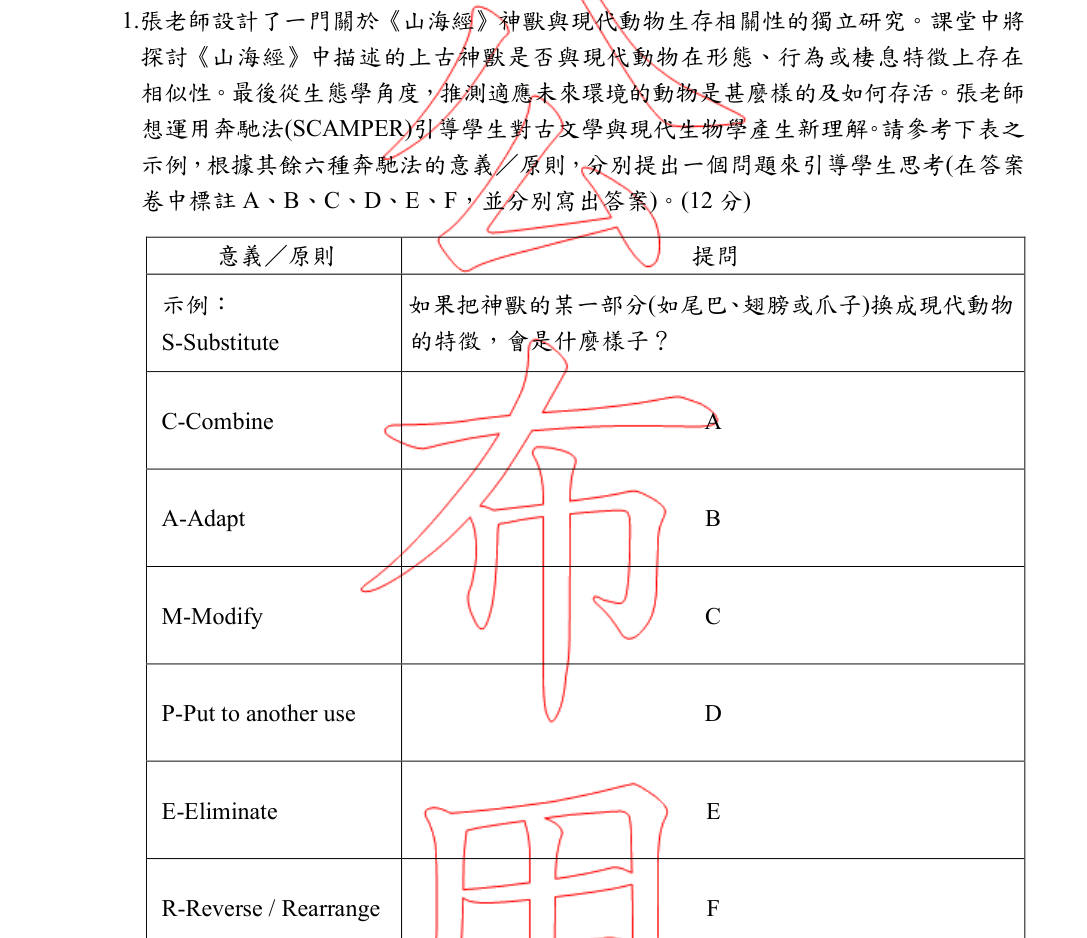 1.張老師設計了一門關於《山海經》神獸與現代動物生存相關性的獨立研究。課堂中將
探討《山海經》中描述的上古神獸是否與現代動物在形態、行為或棲息特徵上存在
相似性。最後從生態學角度，推測適應未來環境的動物是甚麼樣的及如何存活。張老師
想運用奔馳法(SCAMPER)引導學生對古文學與現代生物學產生新理解。請參考下表之
示例，根據其餘六種奔馳法的意義／原則，分別提出一個問題來引導學生思考(在答案
卷中標註 A、B、C、D、E、F，並分別寫出答案)。(12 分)
意義／原則 提問
示例：
S-Substitute
如果把神獸的某一部分(如尾巴、翅膀或爪子)換成現代動物
的特徵，會是什麼樣子？
C-Combine A
A-Adapt B
M-Modify C
P-Put to another use D
E-Eliminate E
R-Reverse / Rearrange F
公
布
用